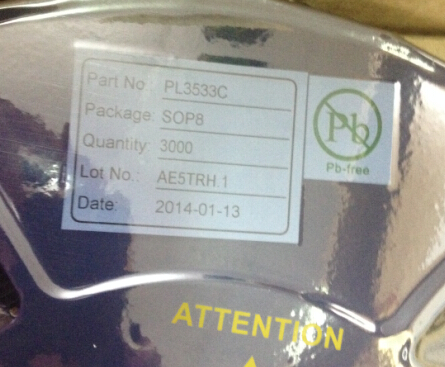 Part No PL3533C
Package: SOP8
Quantity: 3000
Lot No.: AE5TRH.1
Date: 2014-01-13
Pb
Pb-free
ATTENTION